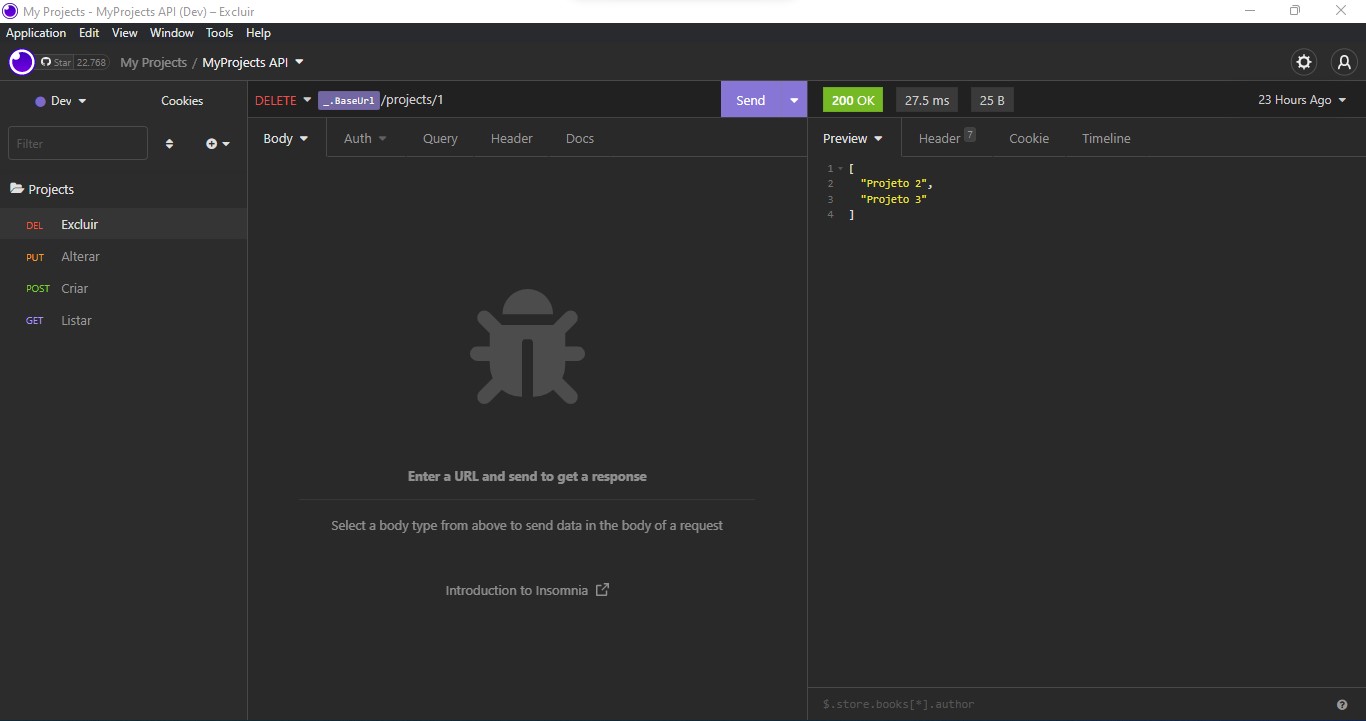 My Projects - MyProjects API (Dev) – Excluir
Application Edit View Window Tools Help
Star 22.768 My Projects / MyProjects API
Dev Cookies
DELETE _.BaseUrl /projects/1 Send
200 OK 27.5 ms 25 B 23 Hours Ago
Filter
Body Auth Query Header Docs
Preview Header 7 Cookie Timeline
Projects
DEL Excluir
PUT Alterar
POST Criar
GET Listar
Enter a URL and send to get a response
Select a body type from above to send data in the body of a request
Introduction to Insomnia
1 [
2 "Projeto 2",
3 "Projeto 3"
4 ]
$.store.books[*].author